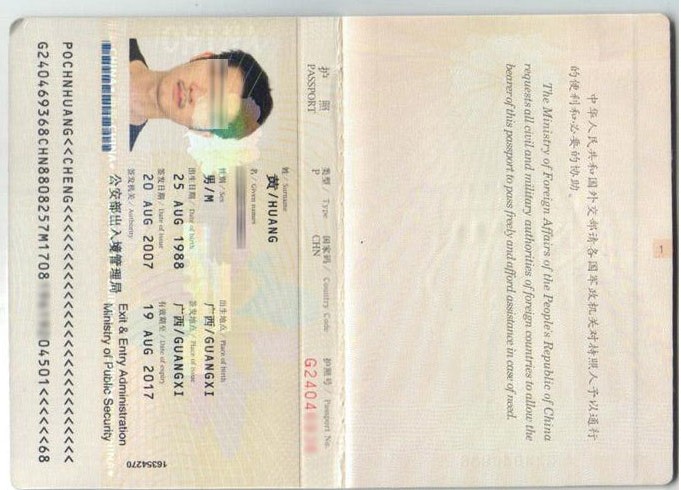 中华人民共和国外交部请各国军政机关对持照人予以通行
的便利和必要的协助。
The Ministry of Foreign Affairs of the People's Republic of China
requests all civil and military authorities of foreign countries to allow the
bearer of this passport to pass freely and afford assistance in case of need.
1
护照
PASSPORT
类型 / Type 国家码 / Country Code 护照号 / Passport No.
P CHN G2404
姓 / Surname
黄/HUANG
名 / Given names
性别 / Sex 出生地点 / Place of birth
男/M 广西/GUANGXI
出生日期 / Date of birth 签发地点 / Place of issue
25 AUG 1988 广西/GUANGXI
签发日期 / Date of issue 有效期至 / Date of expiry
20 AUG 2007 19 AUG 2017
签发机关 / Authority
公安部出入境管理局 Exit & Entry Administration
Ministry of Public Security
16354270
POCHNHUANG<<CHENG<<<<<<<<<<<<<<<<<<<<<<<<<<<
G240469368CHN8808257M1708 04501<<<<<68